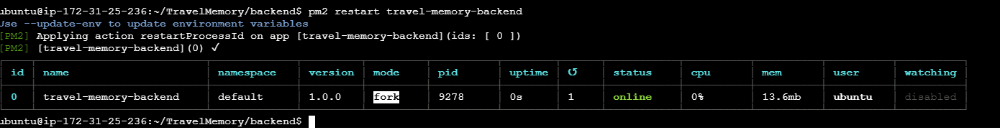 ubuntu@ip-172-31-25-236:~/TravelMemory/backend$ pm2 restart travel-memory-backend
Use --update-env to update environment variables
[PM2] Applying action restartProcessId on app [travel-memory-backend](ids: [ 0 ])
[PM2] [travel-memory-backend](0) ✓
id name namespace version mode pid uptime ↺ status cpu mem user watching
0 travel-memory-backend default 1.0.0 fork 9278 0s 1 online 0% 13.6mb ubuntu disabled
ubuntu@ip-172-31-25-236:~/TravelMemory/backend$